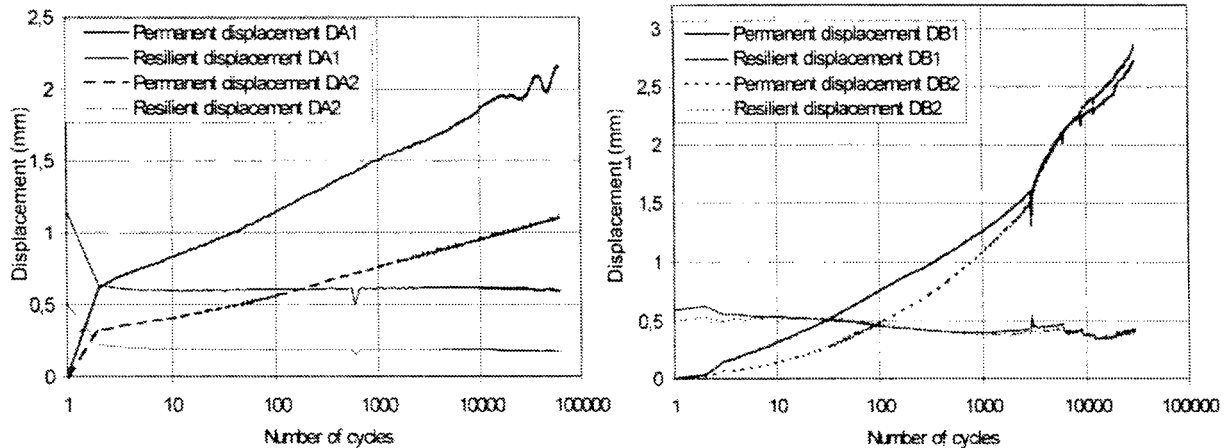 2,5
2
1,5
1
0,5
0
Displacement (mm)
Permanent displacement DA1
Resilient displacement DA1
Permanent displacement DA2
Resilient displacement DA2
1
10
100
1000
10000
100000
Number of cycles
3
2,5
2
1,5
1
0,5
0
Displacement (mm)
1
Permanent displacement DB1
Resilient displacement DB1
Permanent displacement DB2
Resilient displacement DB2
1
10
100
1000
10000
100000
Number of cycles